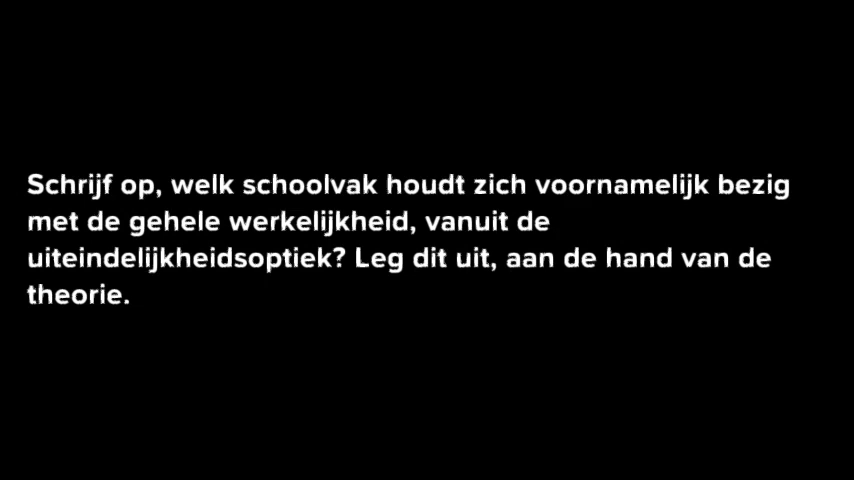 Schrijf op, welk schoolvak houdt zich voornamelijk bezig
met de gehele werkelijkheid, vanuit de
uiteindelijkheidsoptiek? Leg dit uit, aan de hand van de
theorie.